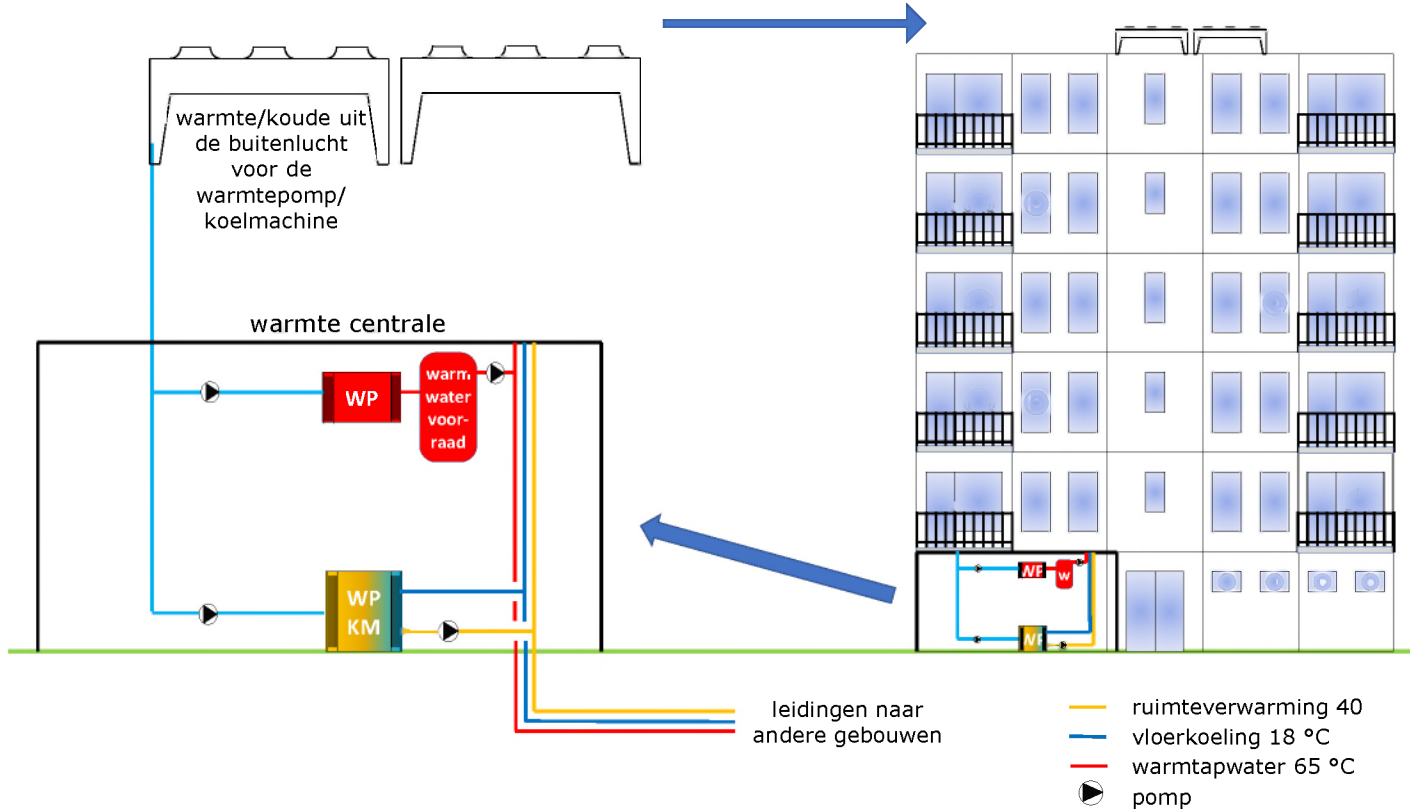 warmte/koude uit
de buitenlucht
voor de
warmtepomp/
koelmachine
warmte centrale
WP
warm
water
voor-
raad
WP
KM
WP
W
WP
leidingen naar
andere gebouwen
ruimteverwarming 40
vloerkoeling 18 °C
warmtapwater 65 °C
pomp